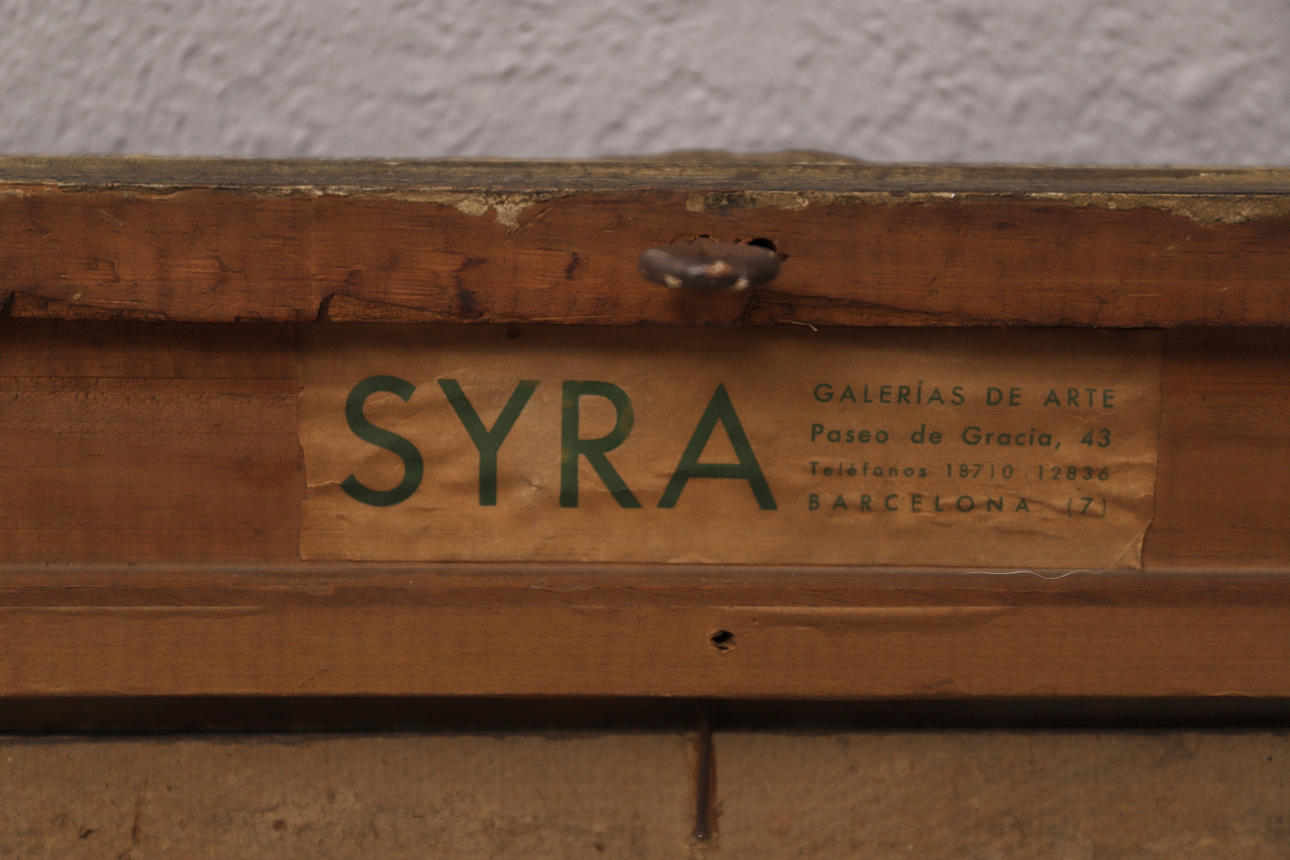 SYRA
GALERÍAS DE ARTE
Paseo de Gracia, 43
Teléfonos 18710 · 12836
BARCELONA (7)